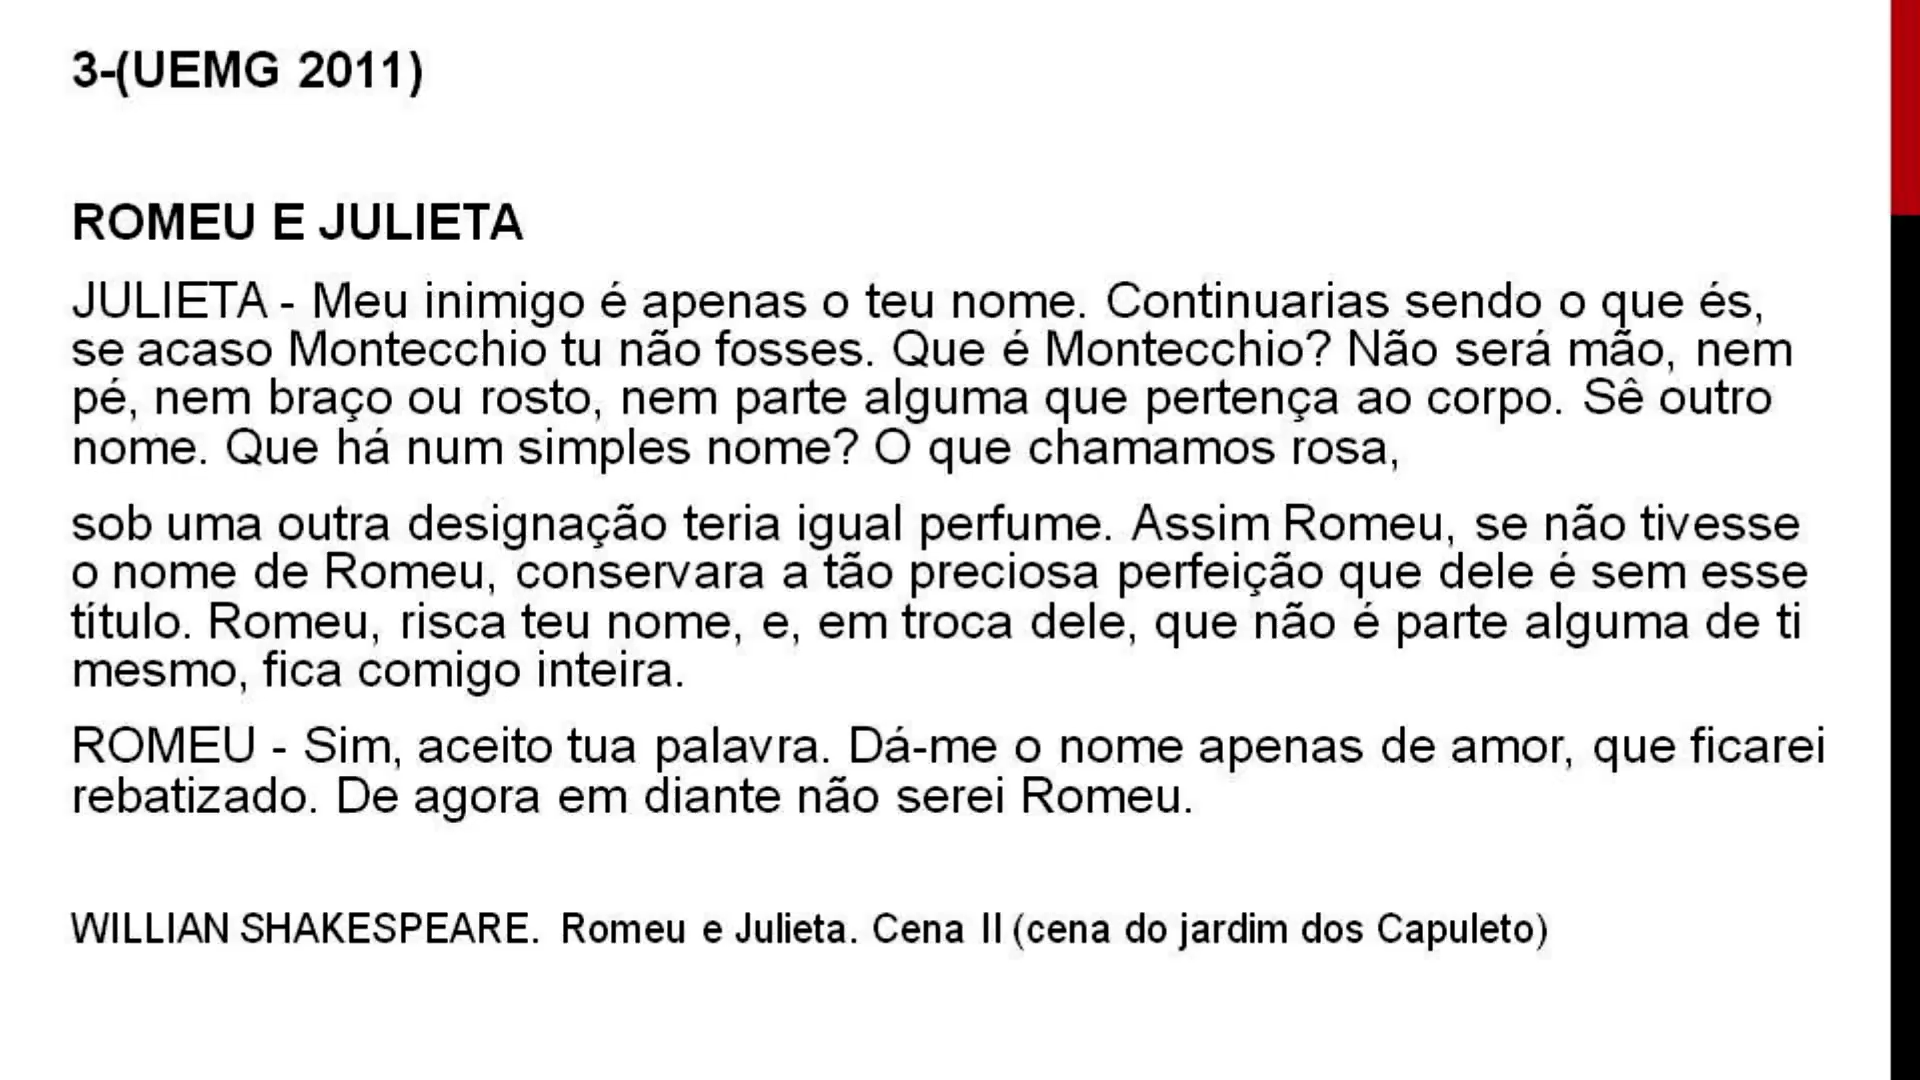 3-(UEMG 2011)
ROMEU E JULIETA
JULIETA - Meu inimigo é apenas o teu nome. Continuarias sendo o que és,
se acaso Montecchio tu não fosses. Que é Montecchio? Não será mão, nem
pé, nem braço ou rosto, nem parte alguma que pertença ao corpo. Sê outro
nome. Que há num simples nome? O que chamamos rosa,
sob uma outra designação teria igual perfume. Assim Romeu, se não tivesse
o nome de Romeu, conservara a tão preciosa perfeição que dele é sem esse
título. Romeu, risca teu nome, e, em troca dele, que não é parte alguma de ti
mesmo, fica comigo inteira.
ROMEU - Sim, aceito tua palavra. Dá-me o nome apenas de amor, que ficarei
rebatizado. De agora em diante não serei Romeu.
WILLIAN SHAKESPEARE. Romeu e Julieta. Cena II (cena do jardim dos Capuleto)